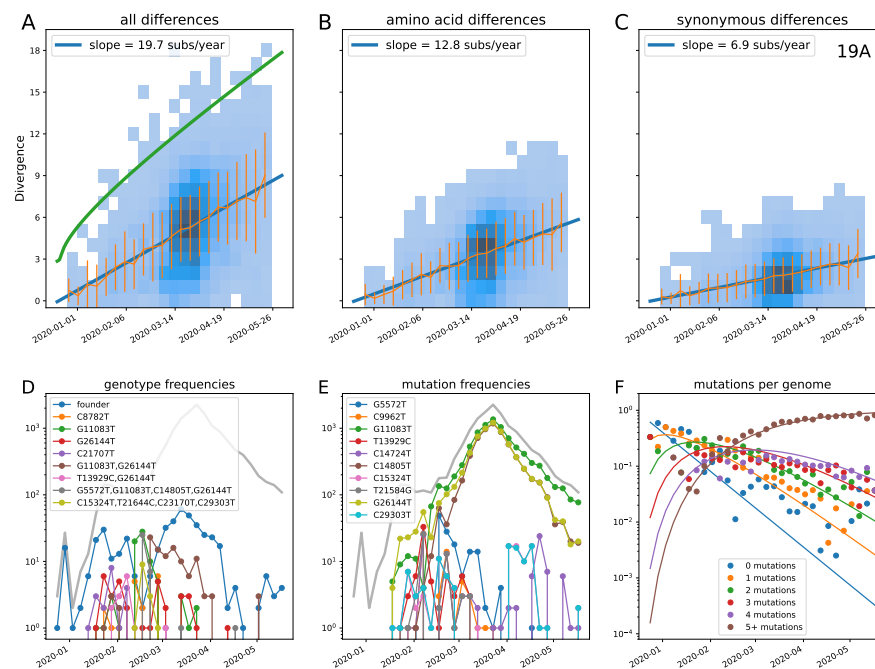 A
all differences
B
amino acid differences
C
synonymous differences
slope = 19.7 subs/year
slope = 12.8 subs/year
slope = 6.9 subs/year
19A
Divergence
18
15
12
9
6
3
0
2020-01-01
2020-02-06
2020-03-14
2020-04-19
2020-05-26
2020-01-01
2020-02-06
2020-03-14
2020-04-19
2020-05-26
2020-01-01
2020-02-06
2020-03-14
2020-04-19
2020-05-26
D
genotype frequencies
E
mutation frequencies
F
mutations per genome
founder
C8782T
G11083T
G26144T
C21707T
G11083T,G26144T
T13929C,G26144T
G5572T,G11083T,C14805T,G26144T
C15324T,T21644C,C23170T,C29303T
10³
10²
10¹
10⁰
2020-01
2020-02
2020-03
2020-04
2020-05
G5572T
C9962T
G11083T
T13929C
C14724T
C14805T
C15324T
T21584C
G26144T
C29303T
10³
10²
10¹
10⁰
2020-01
2020-02
2020-03
2020-04
2020-05
10⁰
10⁻¹
10⁻²
10⁻³
10⁻⁴
0 mutations
1 mutations
2 mutations
3 mutations
4 mutations
5+ mutations
2020-01
2020-02
2020-03
2020-04
2020-05